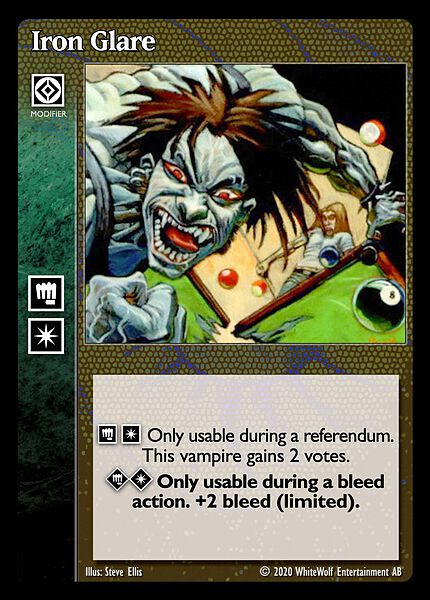 Iron Glare
MODIFIER
8
Only usable during a referendum.
This vampire gains 2 votes.
Only usable during a bleed
action. +2 bleed (limited).
Illus: Steve Ellis © 2020 WhiteWolf Entertainment AB